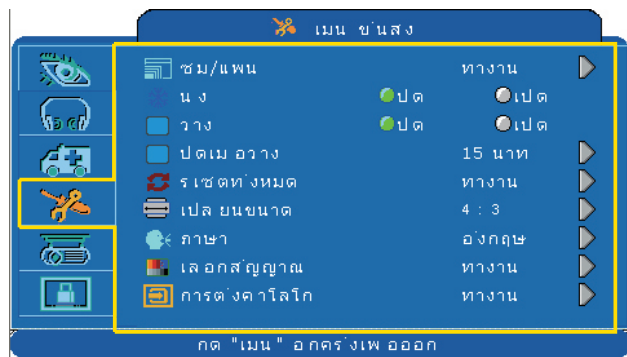 เมน ข่นสง
ซม/แพน ทางาน
น ง ปด เปด
วาง ปด เปด
ปดเม อวาง 15 นาท
รเซตท่งหมด ทางาน
เปล ยนขนาด 4 : 3
ภาษา อ่งกฤษ
เล อกส่ญญาณ ทางาน
การต่งคาโลโก ทางาน
กด "เมน" อ กคร่งเพ อออก